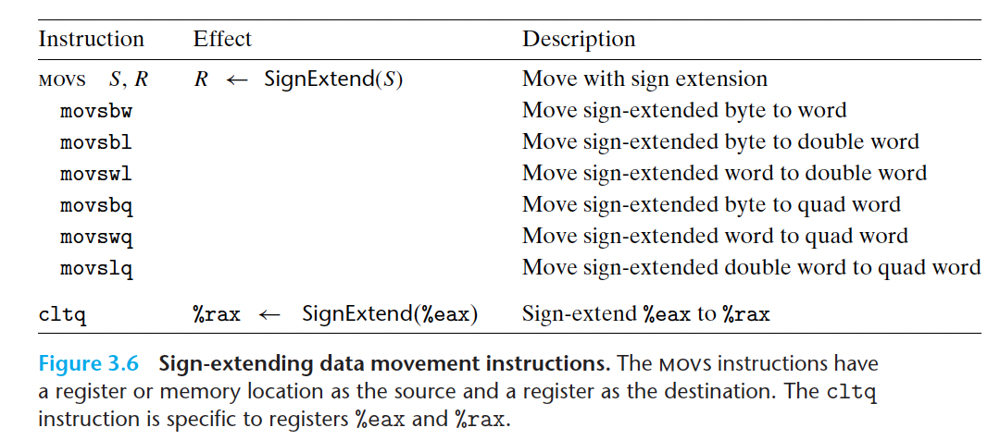 Instruction Effect Description
MOVS S, R R ← SignExtend(S) Move with sign extension
movsbw Move sign-extended byte to word
movsbl Move sign-extended byte to double word
movswl Move sign-extended word to double word
movsbq Move sign-extended byte to quad word
movswq Move sign-extended word to quad word
movslq Move sign-extended double word to quad word
cltq %rax ← SignExtend(%eax) Sign-extend %eax to %rax
Figure 3.6 Sign-extending data movement instructions. The MOVS instructions have
a register or memory location as the source and a register as the destination. The cltq
instruction is specific to registers %eax and %rax.